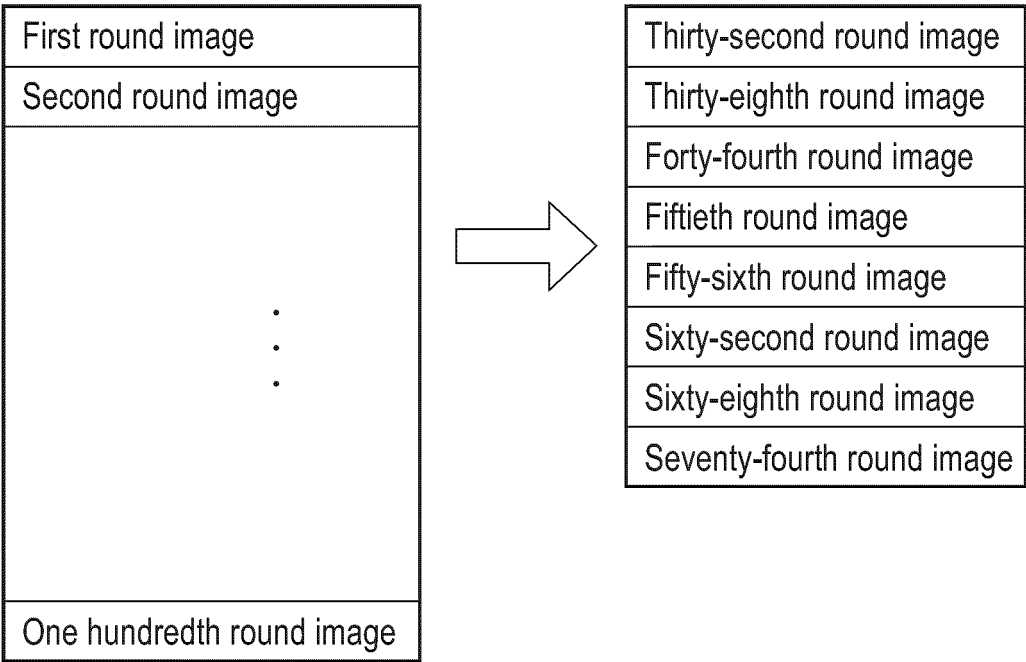 First round image
Second round image
One hundredth round image
Thirty-second round image
Thirty-eighth round image
Forty-fourth round image
Fiftieth round image
Fifty-sixth round image
Sixty-second round image
Sixty-eighth round image
Seventy-fourth round image